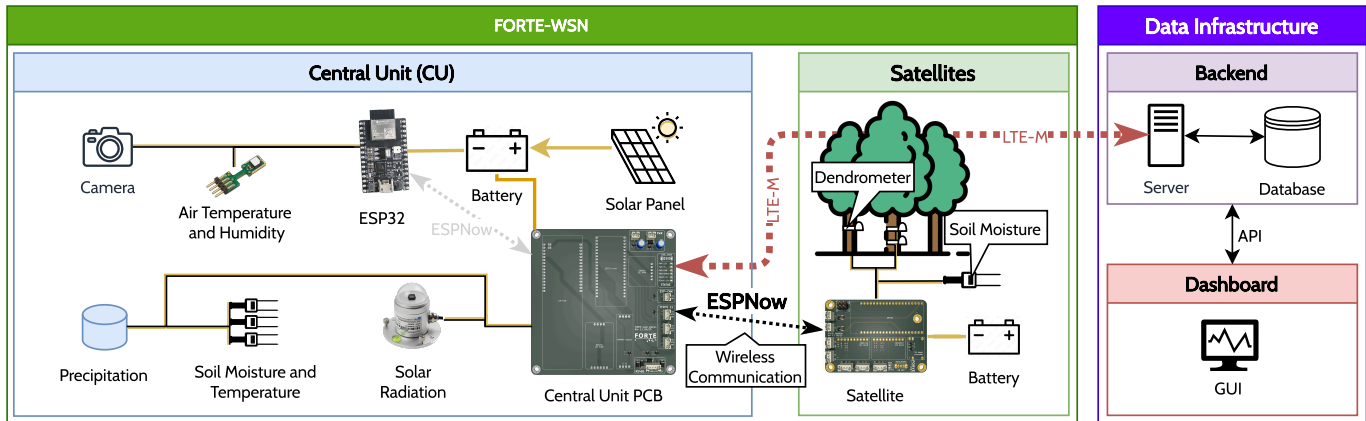 FORTE-WSN
Data Infrastructure
Central Unit (CU)
Satellites
Backend
Camera
Air Temperature
and Humidity
ESP32
Battery
Solar Panel
ESPNow
LTE-M
LTE-M
Dendrometer
Soil Moisture
Server
Database
API
Dashboard
GUI
Precipitation
Soil Moisture and
Temperature
Solar
Radiation
FORTE
Central Unit PCB
ESPNow
Wireless
Communication
Satellite
Battery